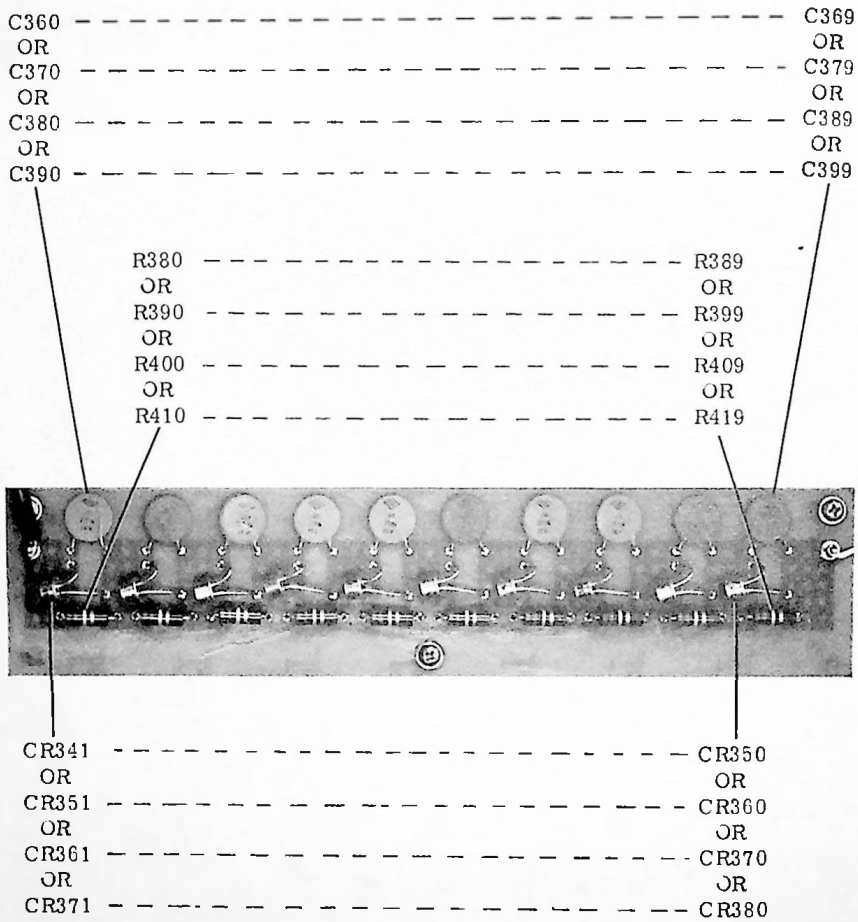 C360 — — — — — — — — — — — — — — — — — C369
OR OR
C370 — — — — — — — — — — — — — — — — — C379
OR OR
C380 — — — — — — — — — — — — — — — — — C389
OR OR
C390 — — — — — — — — — — — — — — — — — C399
R380 — — — — — — — — — — — — R389
OR OR
R390 — — — — — — — — — — — — R399
OR OR
R400 — — — — — — — — — — — — R409
OR OR
R410 — — — — — — — — — — — — R419
CR341 — — — — — — — — — — — — — — CR350
OR OR
CR351 — — — — — — — — — — — — — — CR360
OR OR
CR361 — — — — — — — — — — — — — — CR370
OR OR
CR371 — — — — — — — — — — — — — — CR380